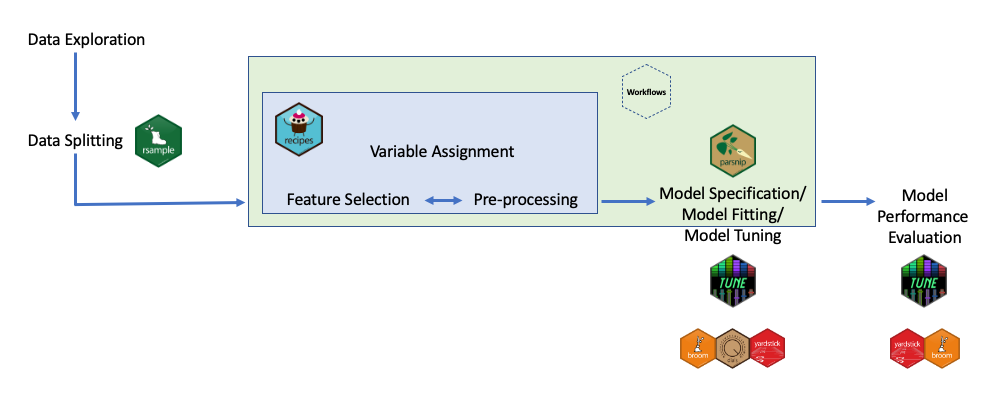 Data Exploration
Data Splitting
rsample
Workflows
recipes
Variable Assignment
Feature Selection
Pre-processing
parsnip
Model Specification/
Model Fitting/
Model Tuning
Model
Performance
Evaluation
TUNE
TUNE
broom
yardstick
yardstick
broom